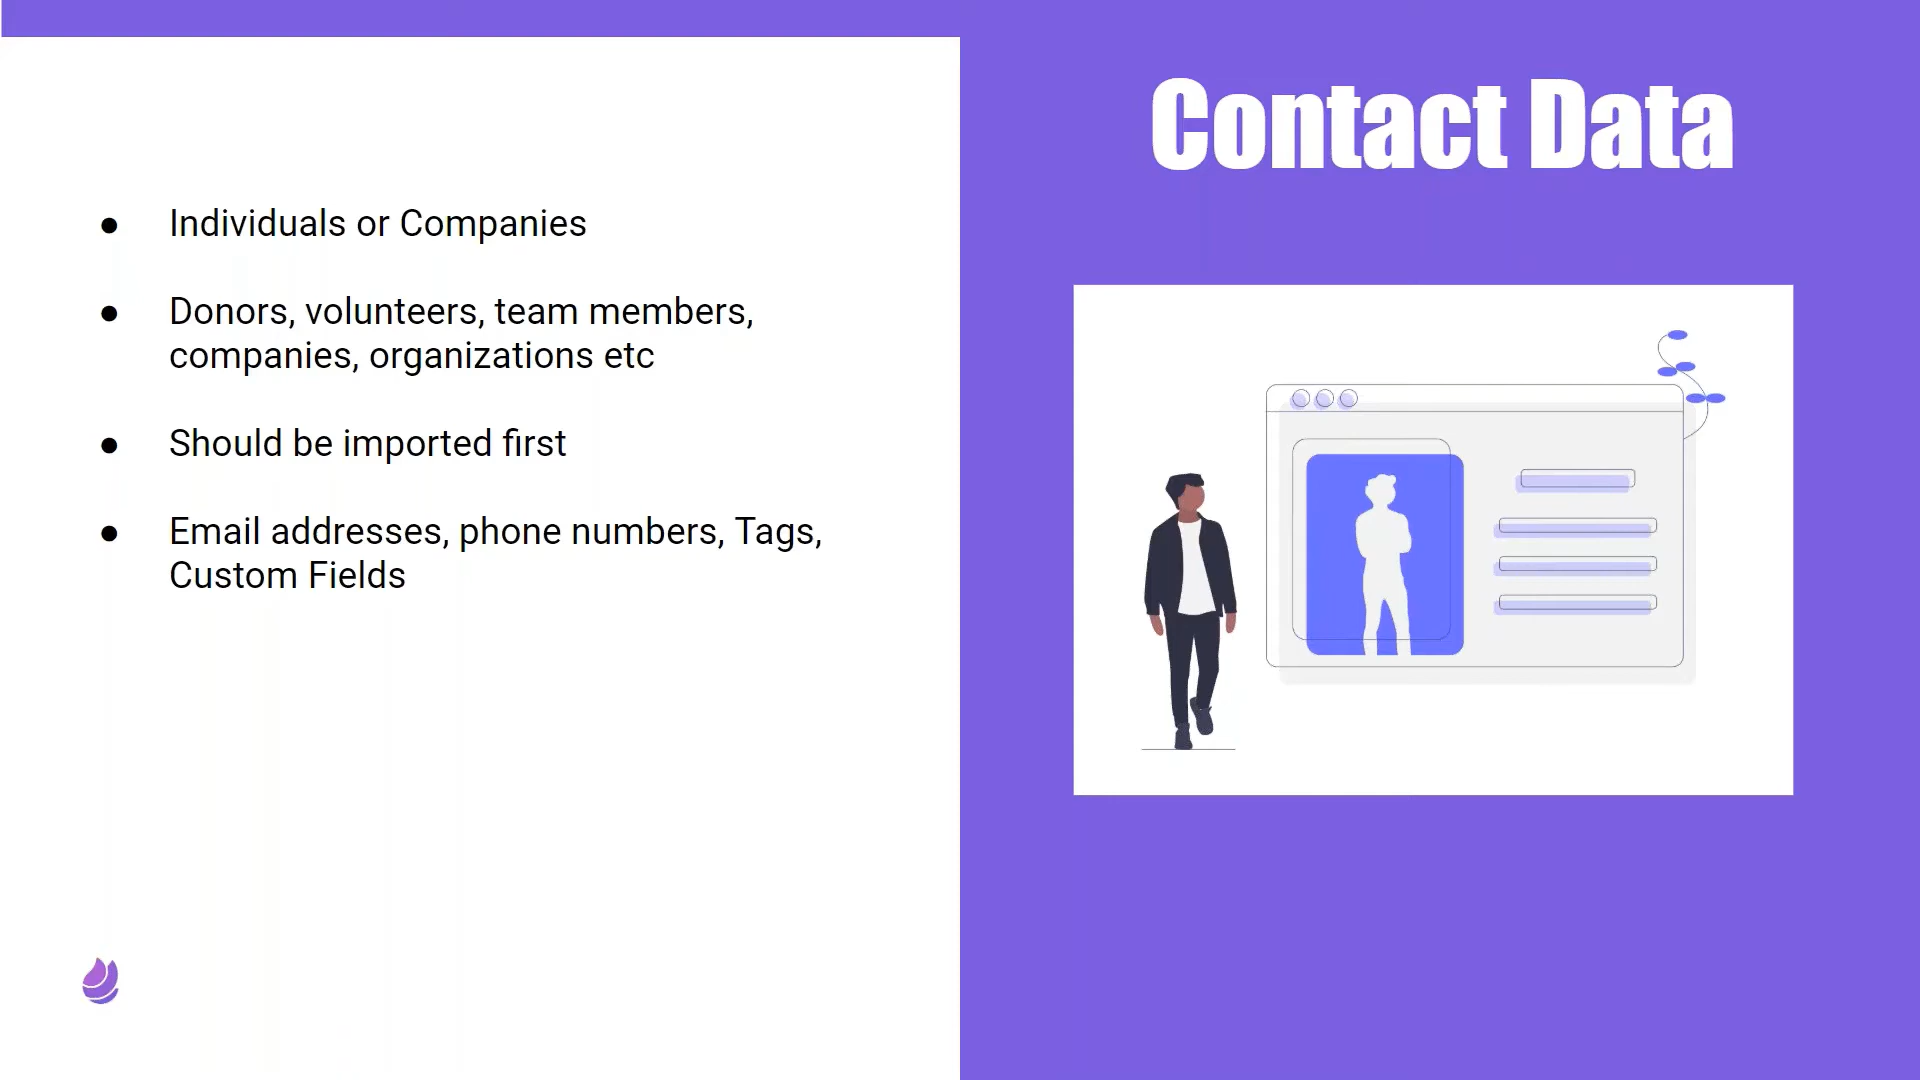 Contact Data
● Individuals or Companies
● Donors, volunteers, team members,
companies, organizations etc
● Should be imported first
● Email addresses, phone numbers, Tags,
Custom Fields